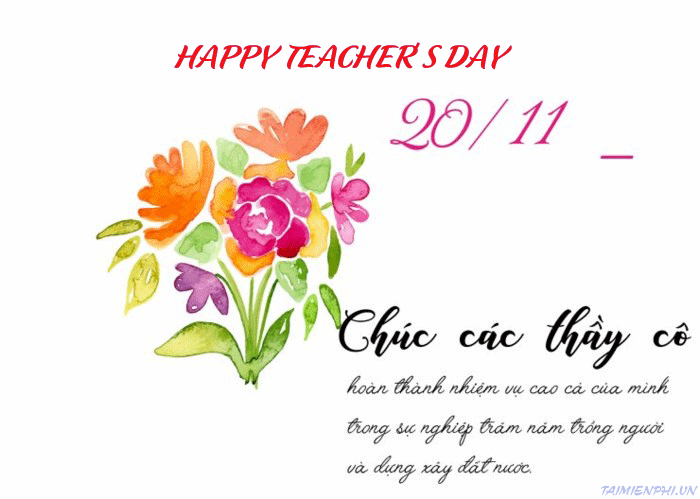 HAPPY TEACHER'S DAY
20/11 _
Chúc các thầy cô
hoàn thành nhiệm vụ cao cả của mình
trong sự nghiệp trăm năm trồng người
và dựng xây đất nước.
TAIMIENPHI.VN